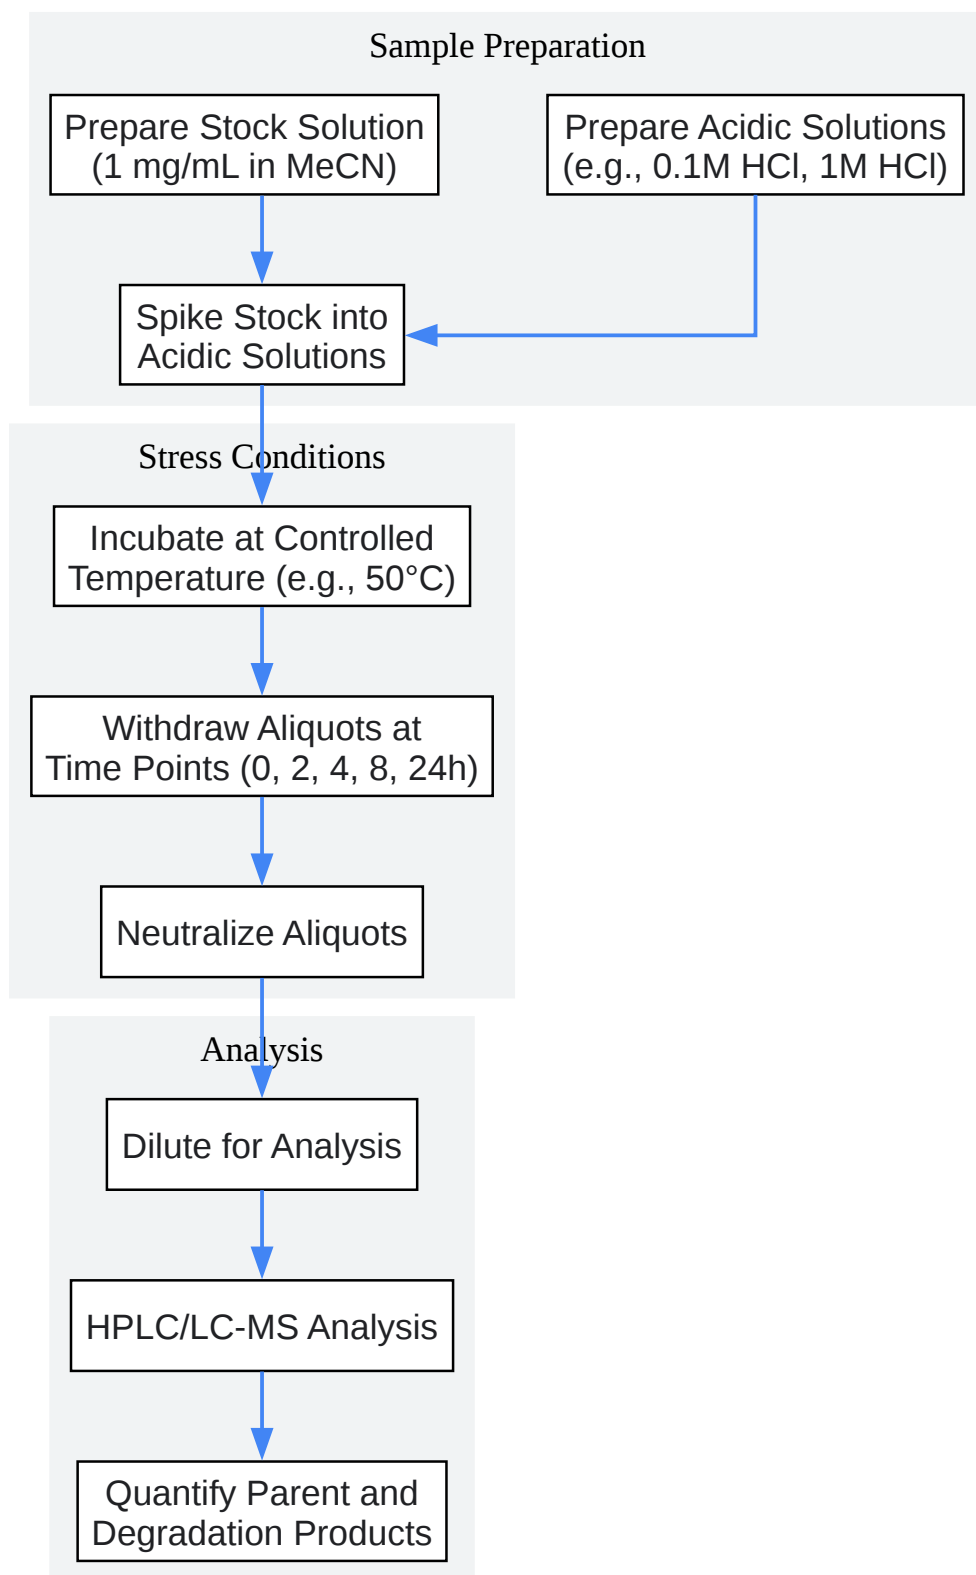 Sample Preparation
Prepare Stock Solution
(1 mg/mL in MeCN)
Prepare Acidic Solutions
(e.g., 0.1M HCl, 1M HCl)
Spike Stock into
Acidic Solutions
Stress Conditions
Incubate at Controlled
Temperature (e.g., 50°C)
Withdraw Aliquots at
Time Points (0, 2, 4, 8, 24h)
Neutralize Aliquots
Analysis
Dilute for Analysis
HPLC/LC-MS Analysis
Quantify Parent and
Degradation Products